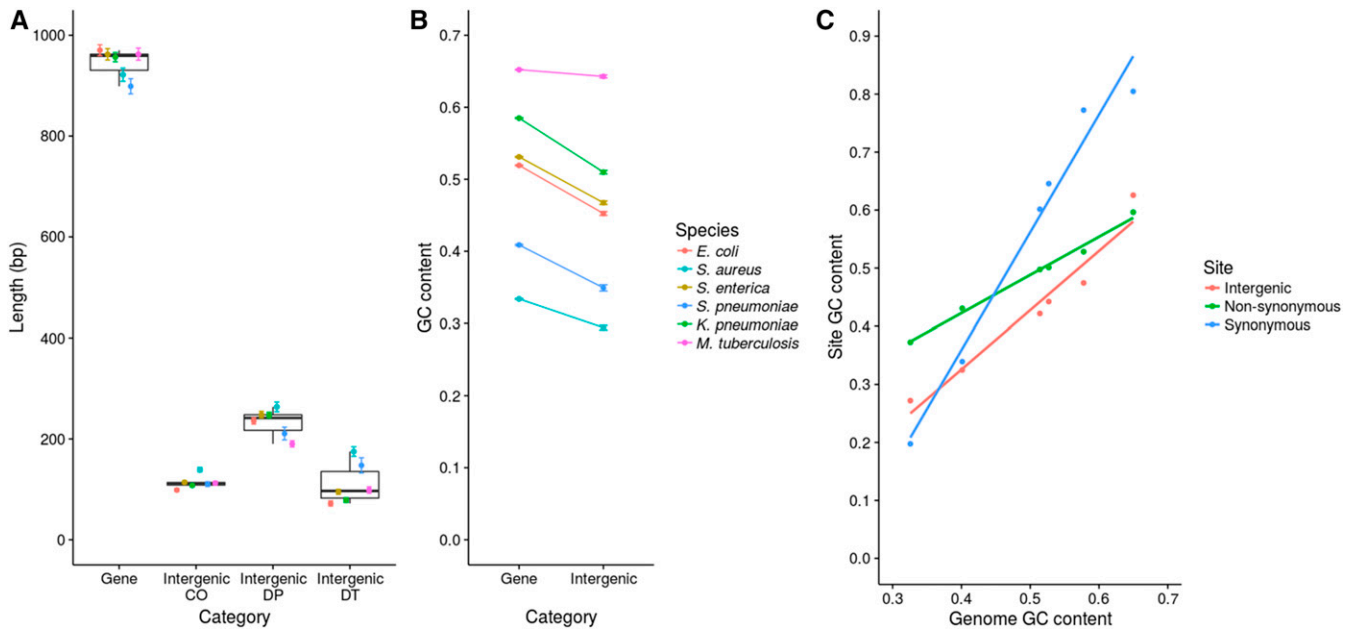 A
1000
800
600
400
200
0
Length (bp)
Gene
Intergenic
CO
Intergenic
DP
Intergenic
DT
Category
B
0.7
0.6
0.5
0.4
0.3
0.2
0.1
0.0
GC content
Gene
Intergenic
Category
Species
E. coli
S. aureus
S. enterica
S. pneumoniae
K. pneumoniae
M. tuberculosis
C
0.9
0.8
0.7
0.6
0.5
0.4
0.3
0.2
0.1
0.0
Site GC content
0.3
0.4
0.5
0.6
0.7
Genome GC content
Site
Intergenic
Non-synonymous
Synonymous